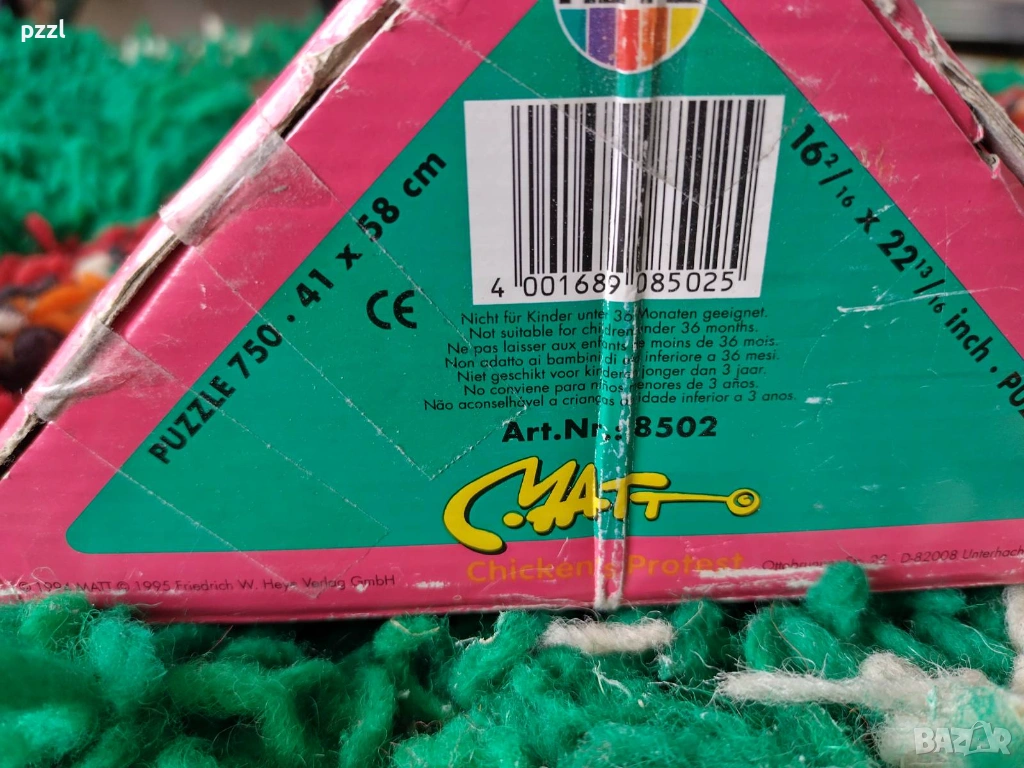 pzzl
4 001689 085025
PUZZLE 750 . 41 x 58 cm
16 2/16 x 22 13/16 inch .
CE
Nicht für Kinder unter 36 Monaten geeignet.
Not suitable for children under 36 months.
Ne pas laisser aux enfants de moins de 36 mois.
Non adatto ai bambini di età inferiore a 36 mesi.
Niet geschikt voor kinderen jonger dan 3 jaar.
No conviene para niños menores de 3 años.
Não aconselhável a crianças de idade inferior a 3 anos.
Art.Nr.: 8502
MATT
Chicken's Protest
© 1994 MATT © 1995 Friedrich W. Heye Verlag GmbH
29 D-82008 Unterhach
BAZAR